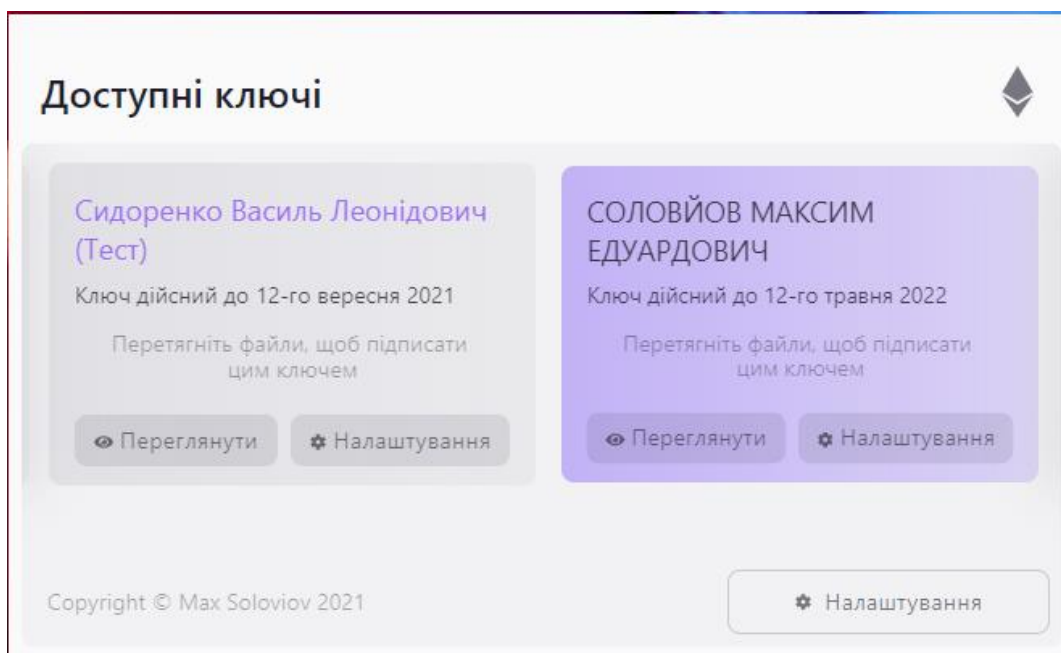 Доступні ключі
Сидоренко Василь Леонідович
(Тест)
Ключ дійсний до 12-го вересня 2021
Перетягніть файли, щоб підписати
цим ключем
Переглянути
Налаштування
СОЛОВЙОВ МАКСИМ
ЕДУАРДОВИЧ
Ключ дійсний до 12-го травня 2022
Перетягніть файли, щоб підписати
цим ключем
Переглянути
Налаштування
Copyright © Max Soloviov 2021
Налаштування